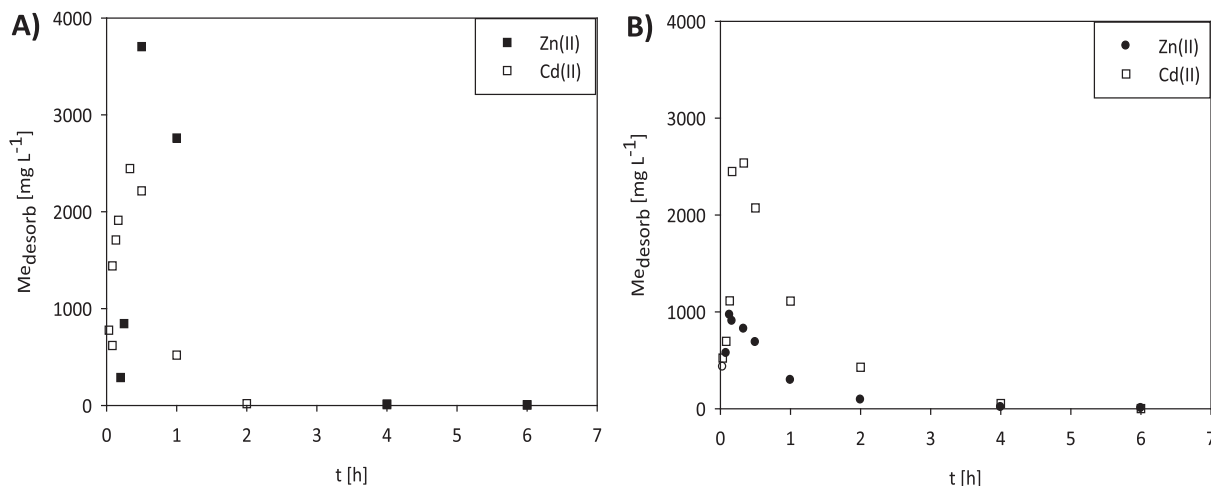 A)
4000
3000
2000
1000
0
Me desorb [mg L⁻¹]
Zn(II)
Cd(II)
0 1 2 3 4 5 6 7
t [h]
B)
4000
3000
2000
1000
0
Me desorb [mg L⁻¹]
Zn(II)
Cd(II)
0 1 2 3 4 5 6 7
t [h]